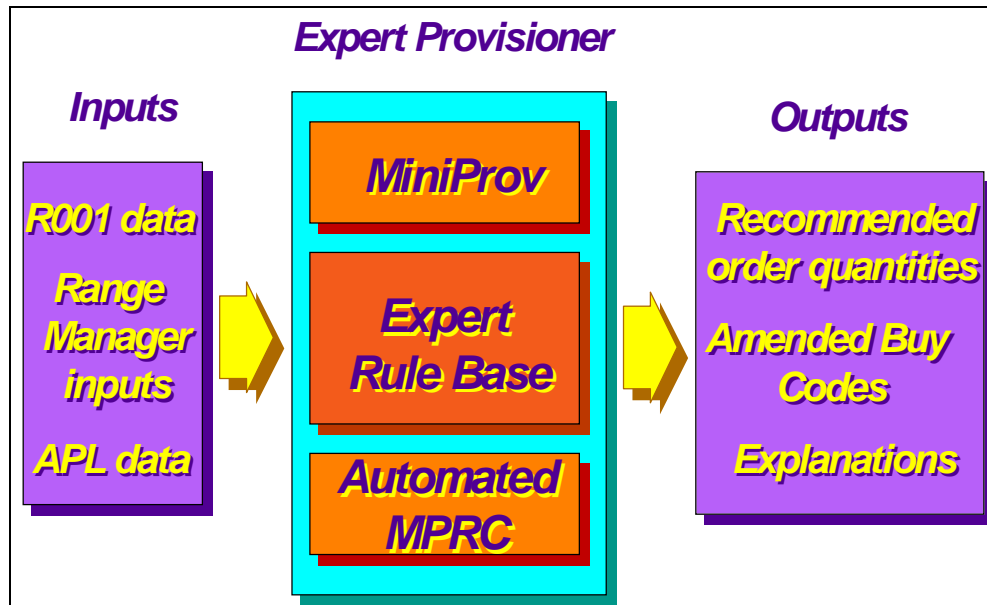 Expert Provisioner
Inputs
R001 data
Range
Manager
inputs
APL data
MiniProv
Expert
Rule Base
Automated
MPRC
Outputs
Recommended
order quantities
Amended Buy
Codes
Explanations